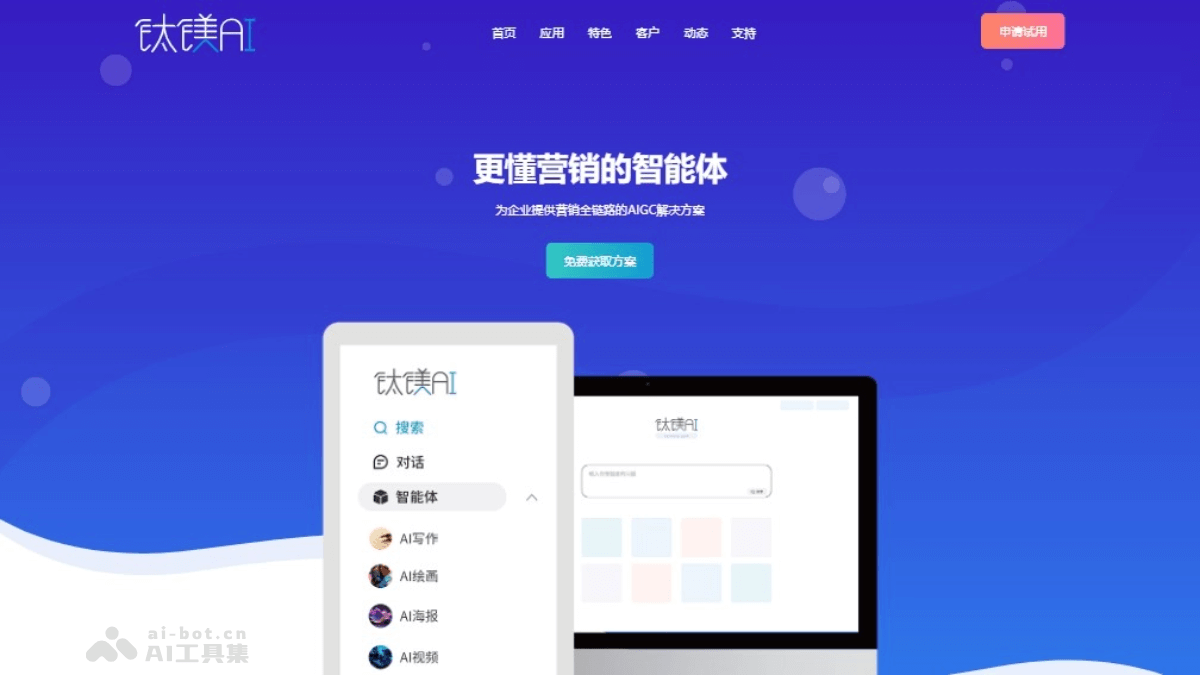 钛镁AI
首页 应用 特色 客户 动态 支持
申请试用
更懂营销的智能体
为企业提供营销全链路的AIGC解决方案
免费获取方案
钛镁AI
搜索
对话
智能体
AI写作
AI绘画
AI海报
AI视频
钛镁AI
ai-bot.cn
AI工具集